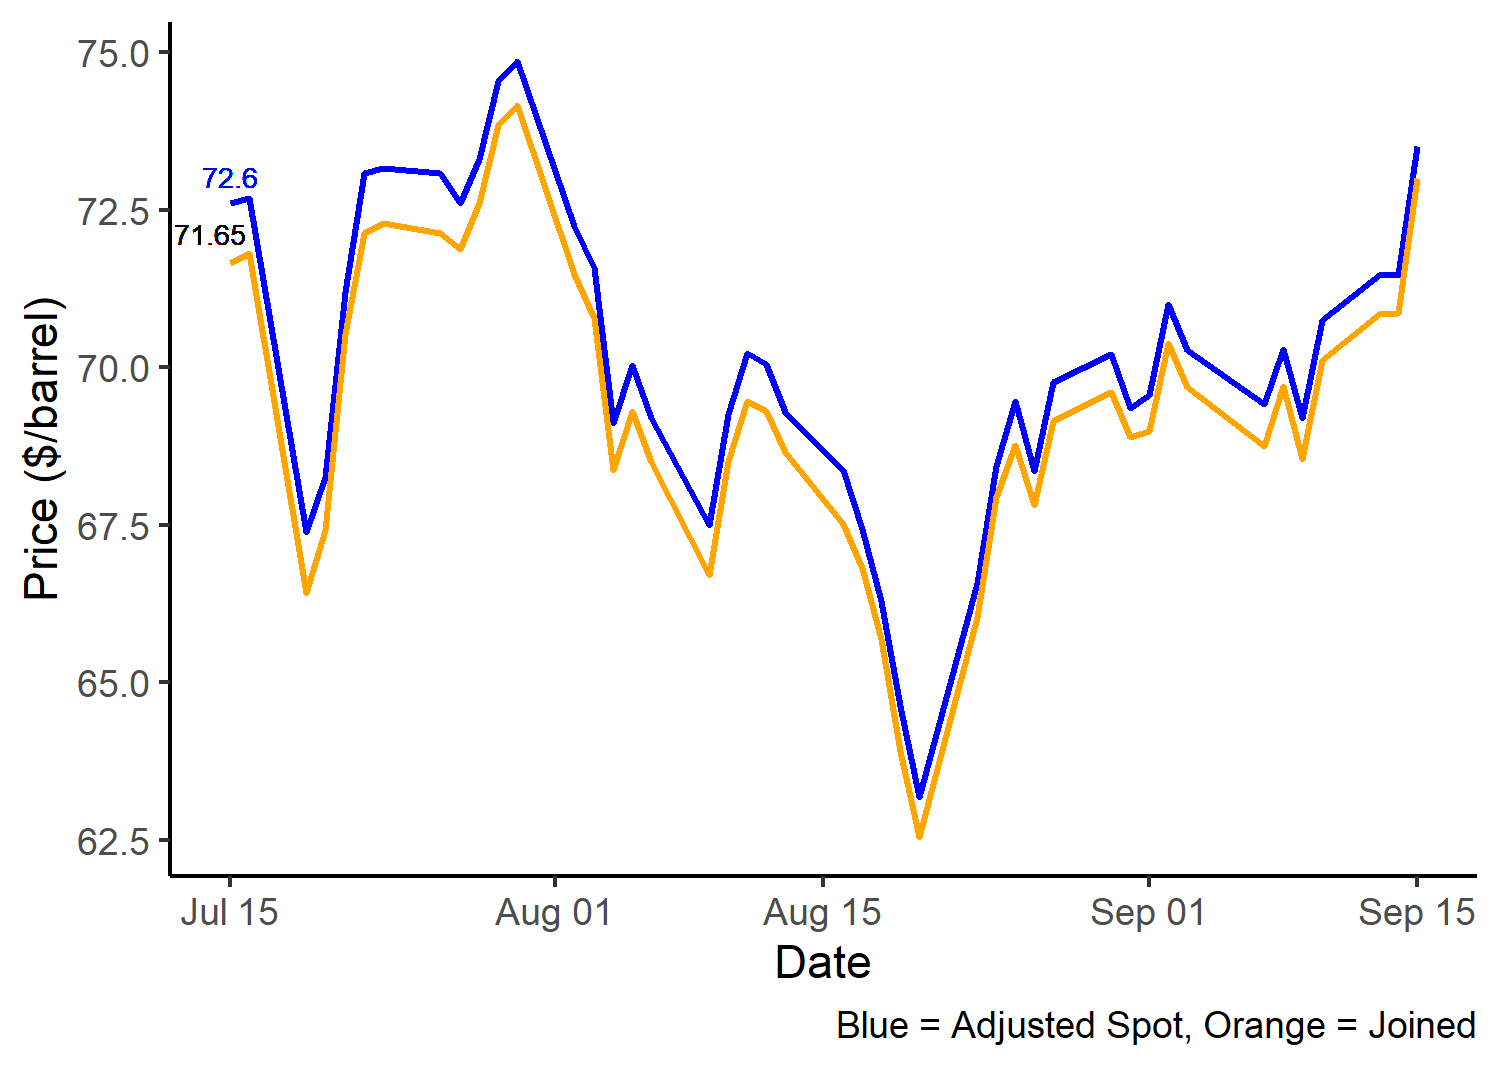 75.0
72.5
70.0
67.5
65.0
62.5
Price ($/barrel)
72.6
71.65
Jul 15
Aug 01
Aug 15
Sep 01
Sep 15
Date
Blue = Adjusted Spot, Orange = Joined